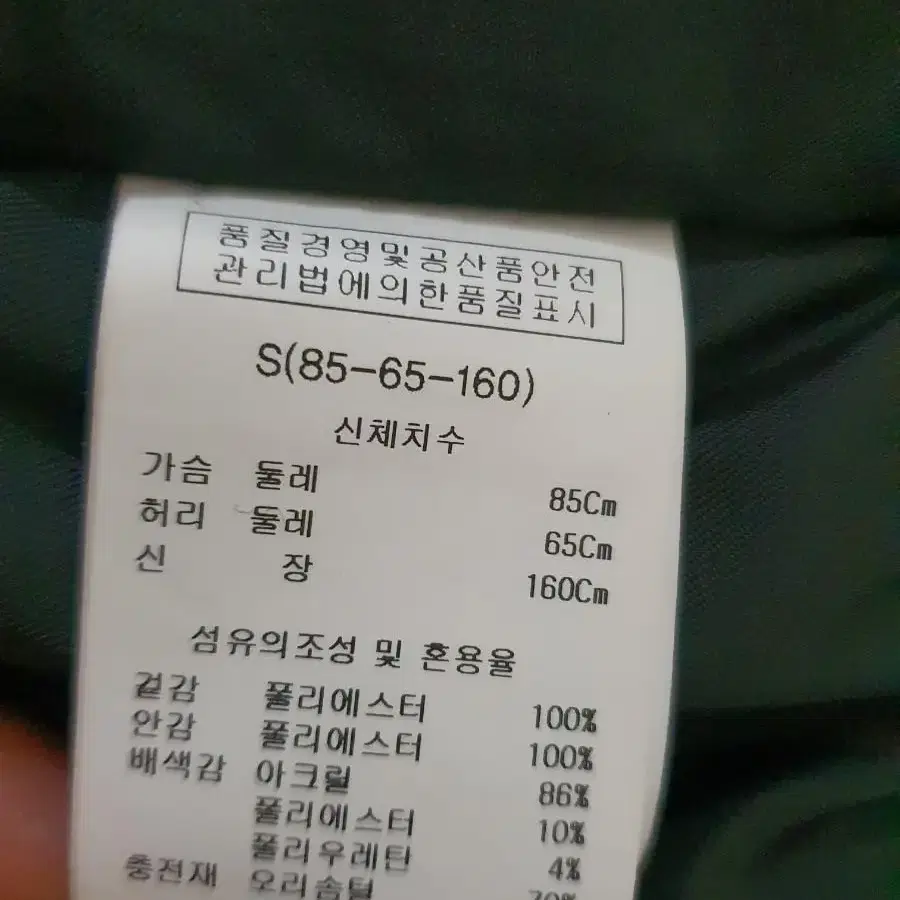 품질경영및공산품안전
관리법에의한품질표시
S(85-65-160)
신체치수
가슴 둘레 85Cm
허리 둘레 65Cm
신 장 160Cm
섬유의조성 및 혼용율
겉감 폴리에스터 100%
안감 폴리에스터 100%
배색감 아크릴 86%
폴리에스터 10%
폴리우레탄 4%
충전재 오리솜털